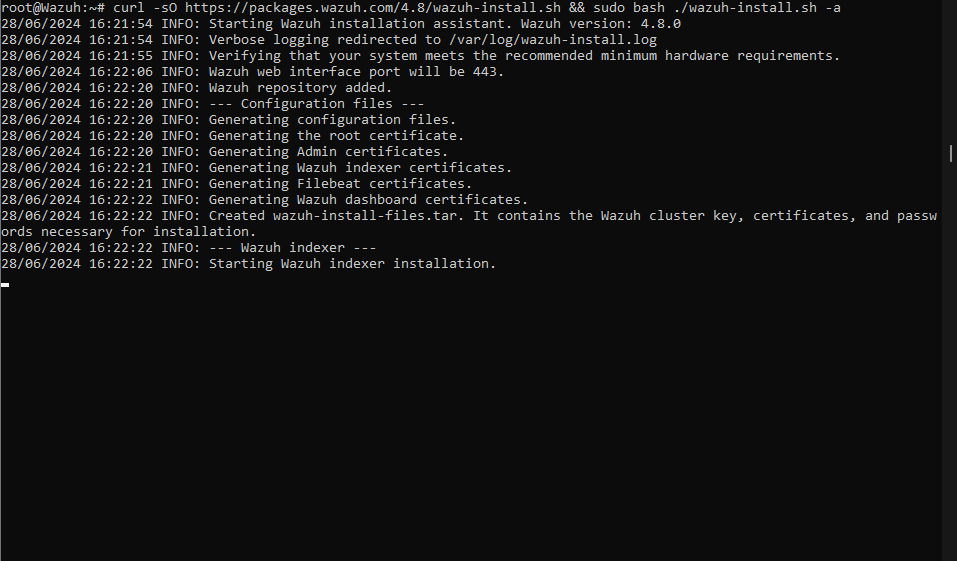 root@Wazuh:~# curl -sO https://packages.wazuh.com/4.8/wazuh-install.sh && sudo bash ./wazuh-install.sh -a
28/06/2024 16:21:54 INFO: Starting Wazuh installation assistant. Wazuh version: 4.8.0
28/06/2024 16:21:54 INFO: Verbose logging redirected to /var/log/wazuh-install.log
28/06/2024 16:21:55 INFO: Verifying that your system meets the recommended minimum hardware requirements.
28/06/2024 16:22:06 INFO: Wazuh web interface port will be 443.
28/06/2024 16:22:20 INFO: Wazuh repository added.
28/06/2024 16:22:20 INFO: --- Configuration files ---
28/06/2024 16:22:20 INFO: Generating configuration files.
28/06/2024 16:22:20 INFO: Generating the root certificate.
28/06/2024 16:22:20 INFO: Generating Admin certificates.
28/06/2024 16:22:21 INFO: Generating Wazuh indexer certificates.
28/06/2024 16:22:21 INFO: Generating Filebeat certificates.
28/06/2024 16:22:22 INFO: Generating Wazuh dashboard certificates.
28/06/2024 16:22:22 INFO: Created wazuh-install-files.tar. It contains the Wazuh cluster key, certificates, and passw
ords necessary for installation.
28/06/2024 16:22:22 INFO: --- Wazuh indexer ---
28/06/2024 16:22:22 INFO: Starting Wazuh indexer installation.